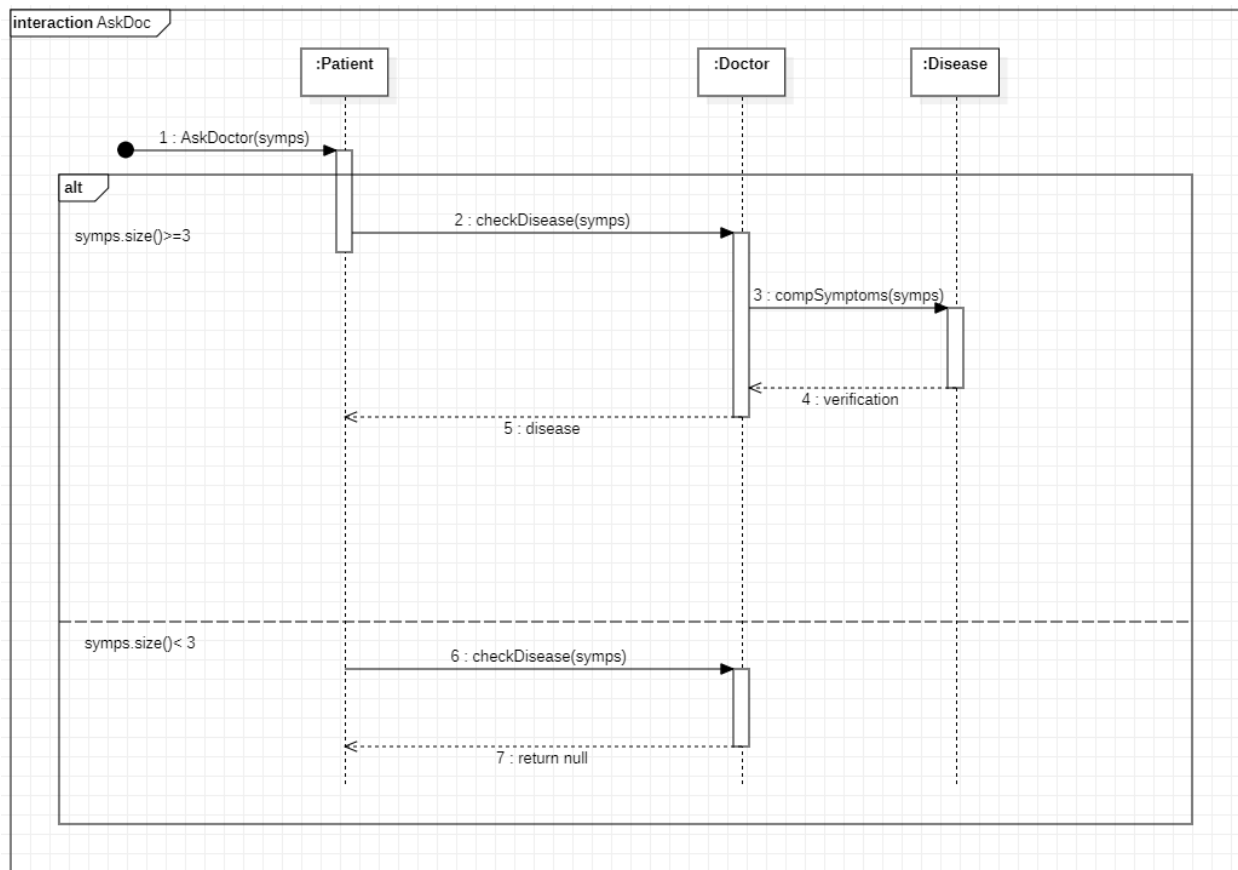 interaction AskDoc
:Patient
:Doctor
:Disease
1 : AskDoctor(symps)
alt
symps.size()>=3
2 : checkDisease(symps)
3 : compSymptoms(symps)
4 : verification
5 : disease
symps.size()< 3
6 : checkDisease(symps)
7 : return null